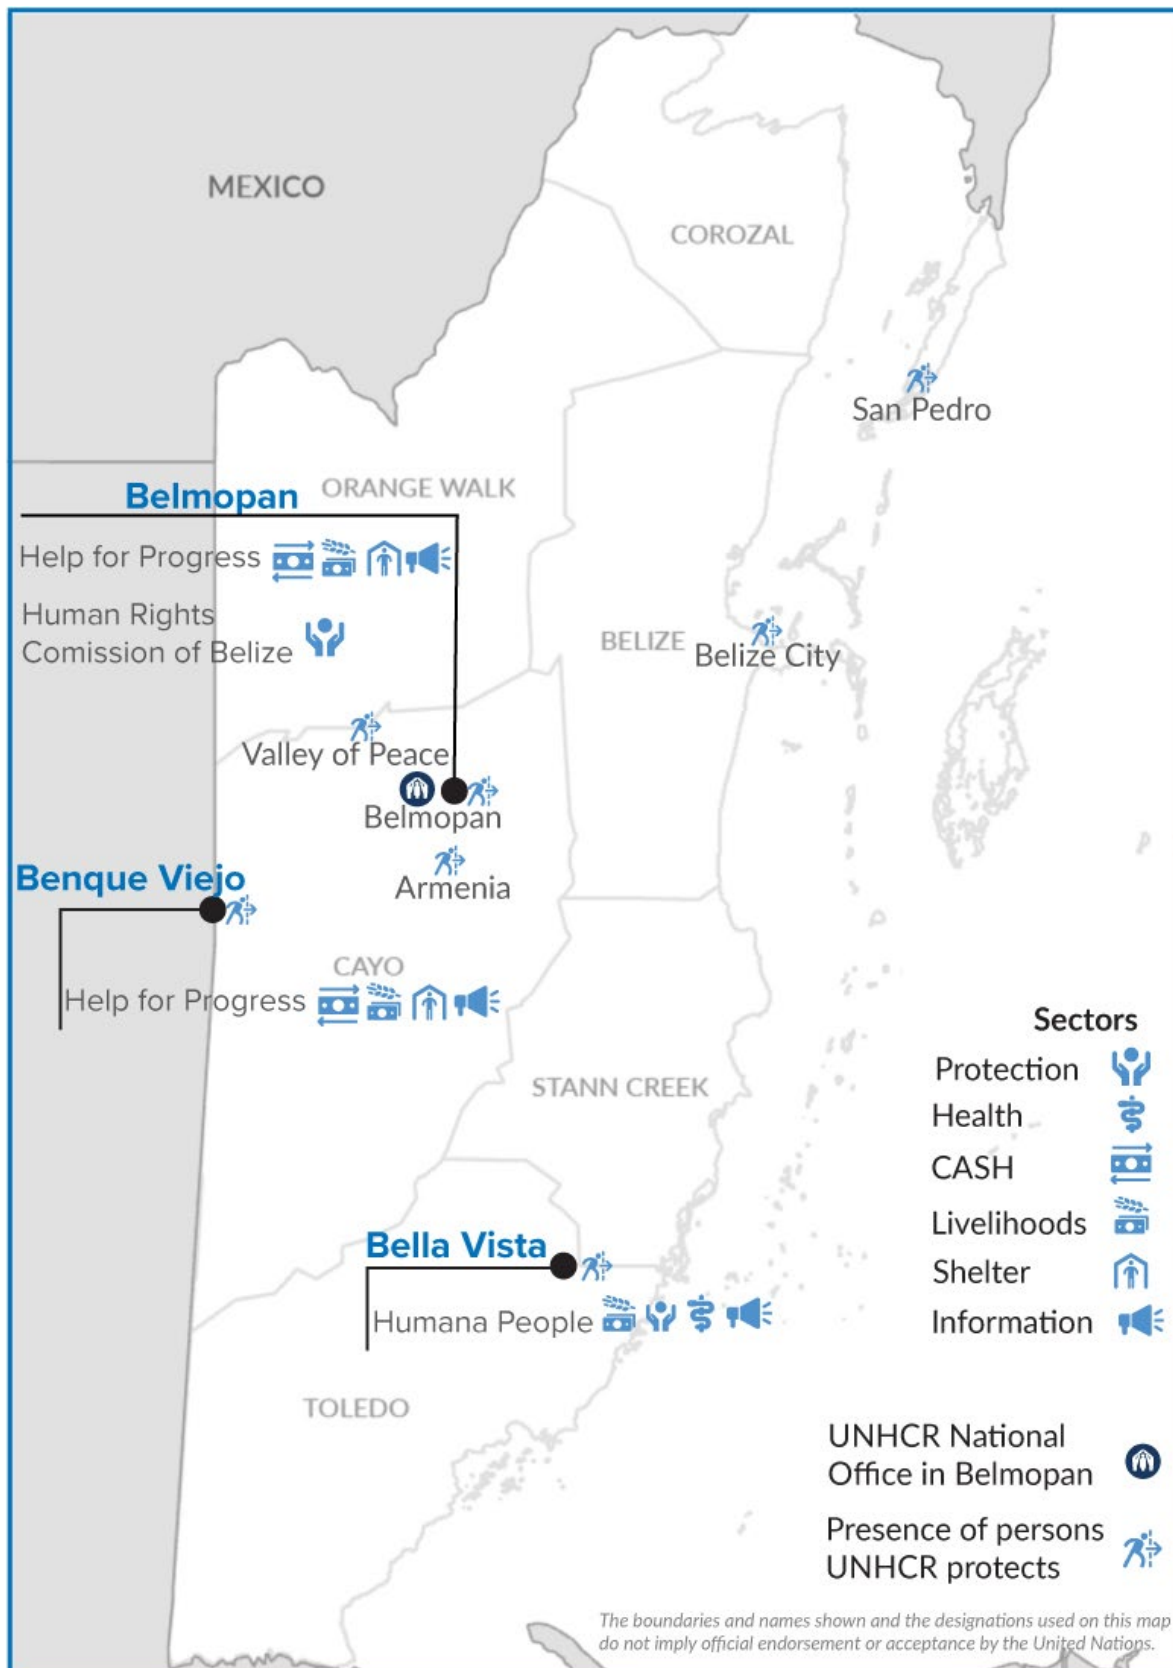 MEXICO
COROZAL
San Pedro
ORANGE WALK
Belmopan
Help for Progress
Human Rights
Comission of Belize
BELIZE
Belize City
Valley of Peace
Belmopan
Armenia
Benque Viejo
CAYO
Help for Progress
STANN CREEK
Bella Vista
Humana People
TOLEDO
Sectors
Protection
Health
CASH
Livelihoods
Shelter
Information
UNHCR National
Office in Belmopan
Presence of persons
UNHCR protects
The boundaries and names shown and the designations used on this map
do not imply official endorsement or acceptance by the United Nations.